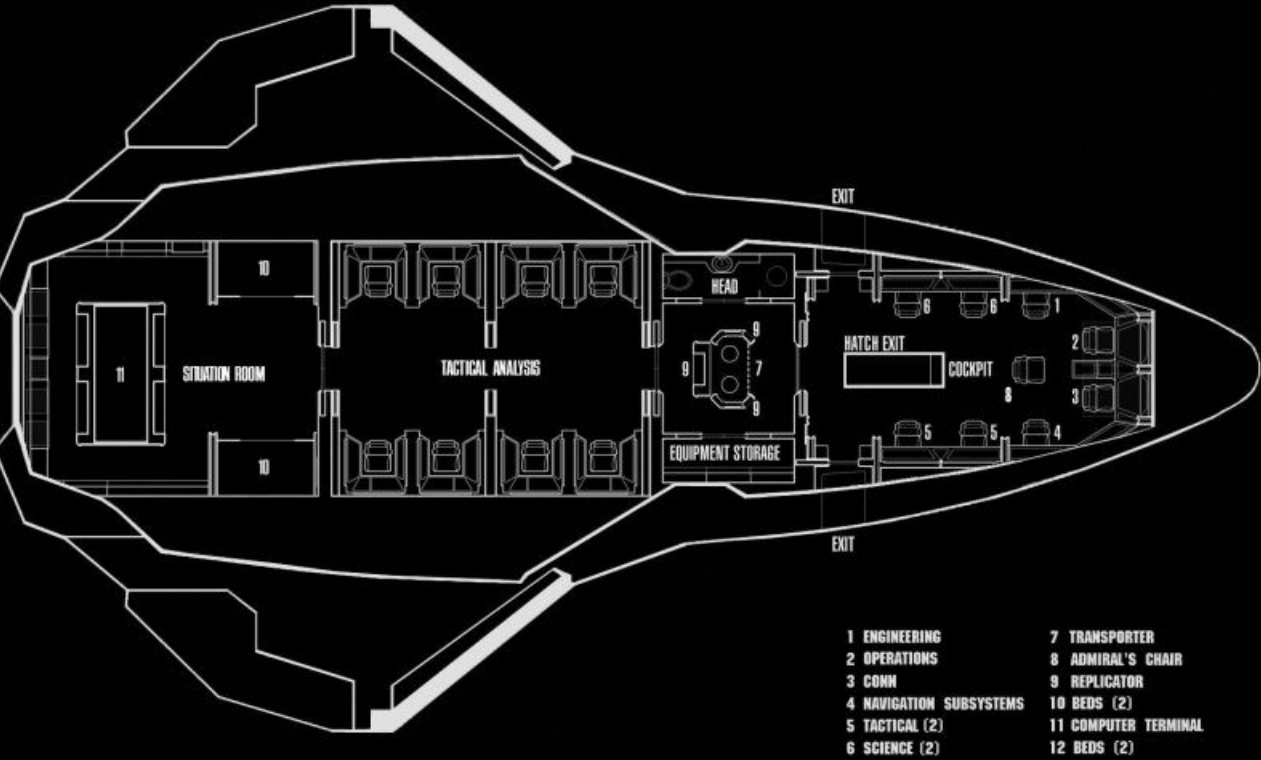 EXIT
10
HEAD
9
6
6
1
2
HATCH EXIT
11
SITUATION ROOM
TACTICAL ANALYSIS
9
7
COCKPIT
8
3
9
5
5
4
10
EQUIPMENT STORAGE
EXIT
1 ENGINEERING
2 OPERATIONS
3 CONN
4 NAVIGATION SUBSYSTEMS
5 TACTICAL (2)
6 SCIENCE (2)
7 TRANSPORTER
8 ADMIRAL'S CHAIR
9 REPLICATOR
10 BEDS (2)
11 COMPUTER TERMINAL
12 BEDS (2)